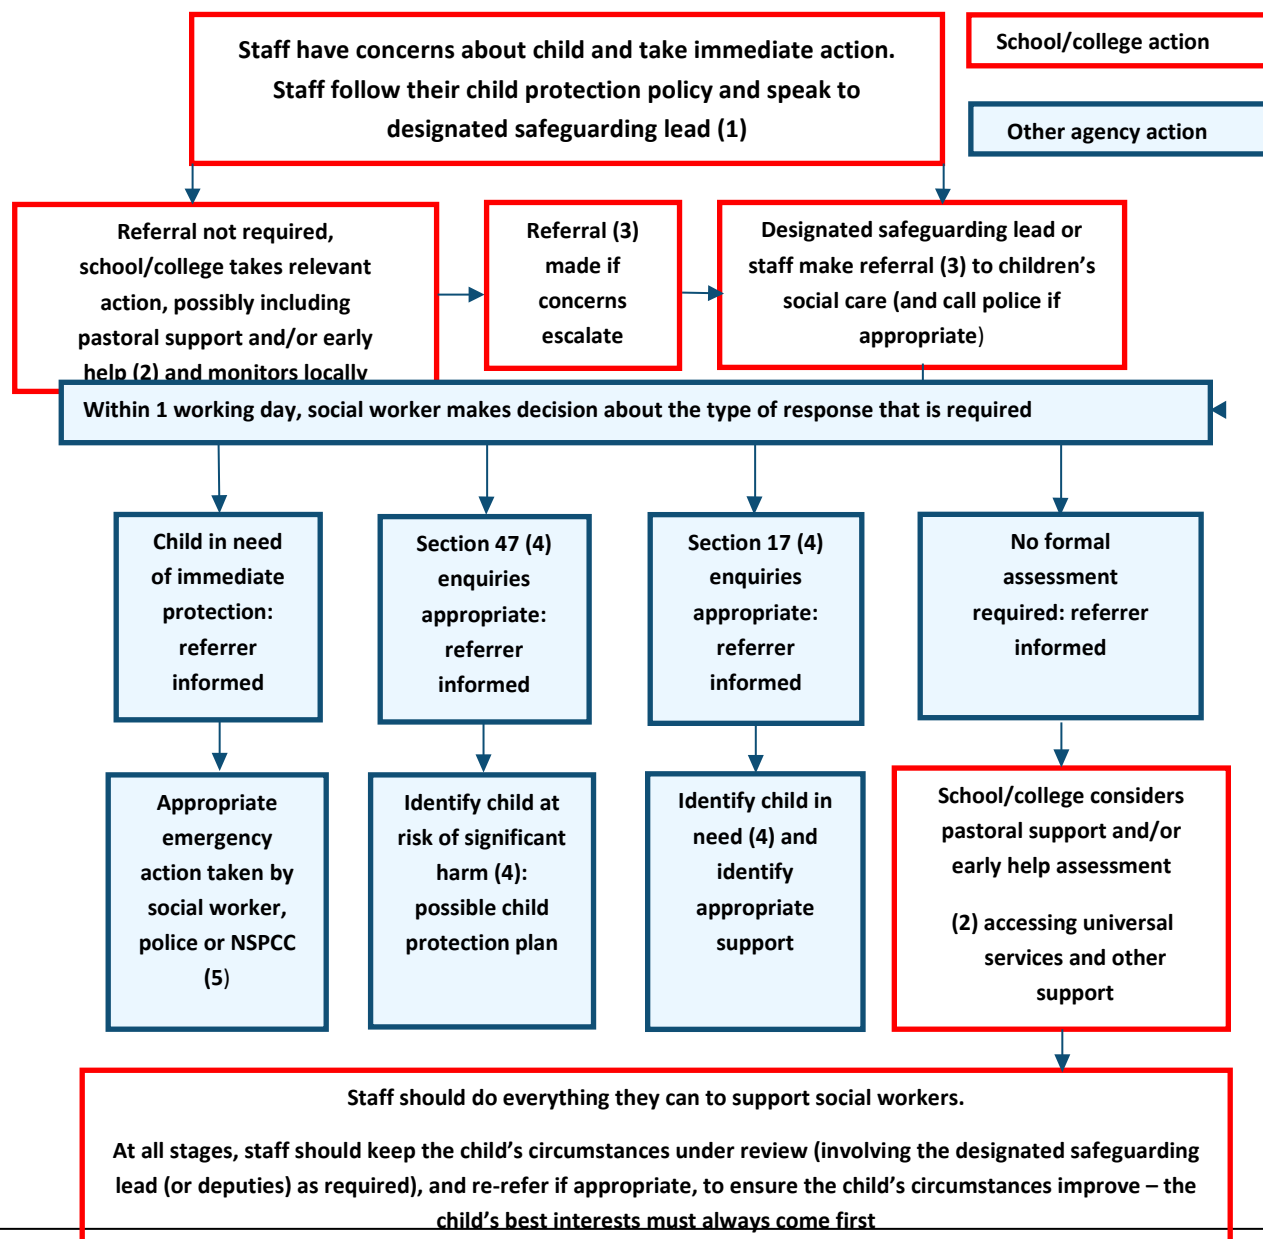 Staff have concerns about child and take immediate action.
Staff follow their child protection policy and speak to
designated safeguarding lead (1)
School/college action
Other agency action
Referral not required,
school/college takes relevant
action, possibly including
pastoral support and/or early
help (2) and monitors locally
Referral (3)
made if
concerns
escalate
Designated safeguarding lead or
staff make referral (3) to children’s
social care (and call police if
appropriate)
Within 1 working day, social worker makes decision about the type of response that is required
Child in need
of immediate
protection:
referrer
informed
Section 47 (4)
enquiries
appropriate:
referrer
informed
Section 17 (4)
enquiries
appropriate:
referrer
informed
No formal
assessment
required: referrer
informed
Appropriate
emergency
action taken by
social worker,
police or NSPCC
(5)
Identify child at
risk of significant
harm (4):
possible child
protection plan
Identify child in
need (4) and
identify
appropriate
support
School/college considers
pastoral support and/or
early help assessment
(2) accessing universal
services and other
support
Staff should do everything they can to support social workers.
At all stages, staff should keep the child’s circumstances under review (involving the designated safeguarding
lead (or deputies) as required), and re-refer if appropriate, to ensure the child’s circumstances improve – the
child’s best interests must always come first